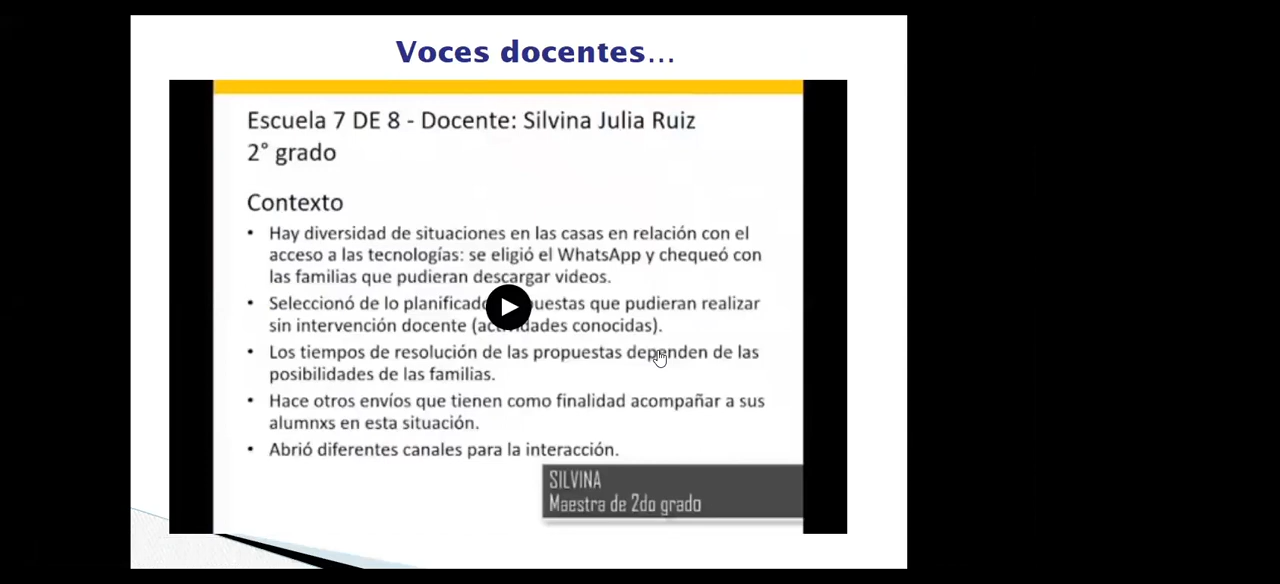 Voces docentes...
Escuela 7 DE 8 - Docente: Silvina Julia Ruiz
2° grado
Contexto
• Hay diversidad de situaciones en las casas en relación con el
acceso a las tecnologías: se eligió el WhatsApp y chequeó con
las familias que pudieran descargar videos.
• Seleccionó de lo planificado que pudieran realizar
sin intervención docente (actividades conocidas).
• Los tiempos de resolución de las propuestas dependen de las
posibilidades de las familias.
• Hace otros envíos que tienen como finalidad acompañar a sus
alumnxs en esta situación.
• Abrió diferentes canales para la interacción.
SILVINA
Maestra de 2do grado